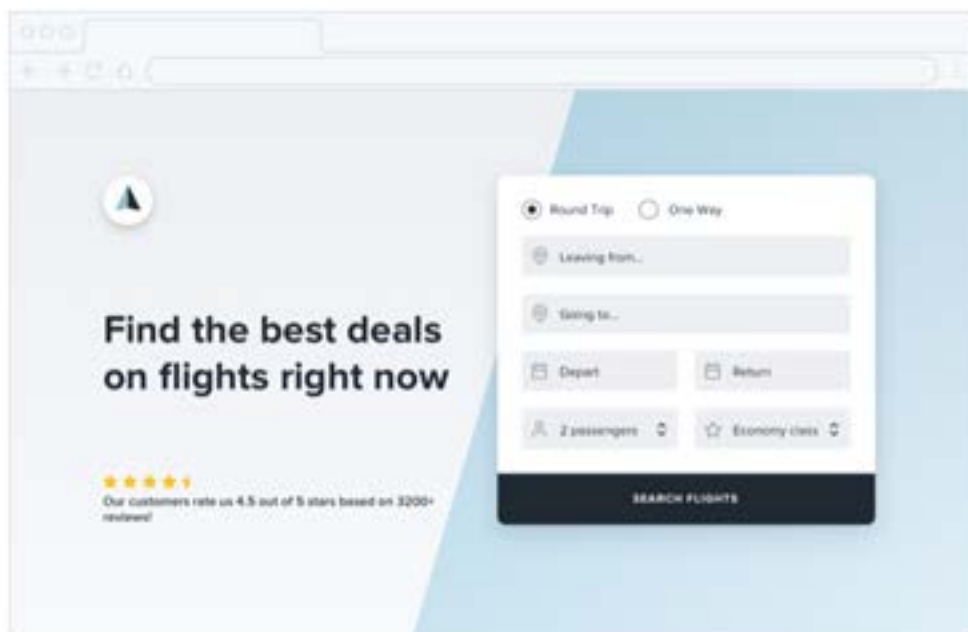 Round Trip One Way
Leaving from...
Going to...
Find the best deals
on flights right now
Depart Return
2 passengers Economy class
Our customers rate us 4.5 out of 5 stars based on 3200+
reviews!
SEARCH FLIGHTS